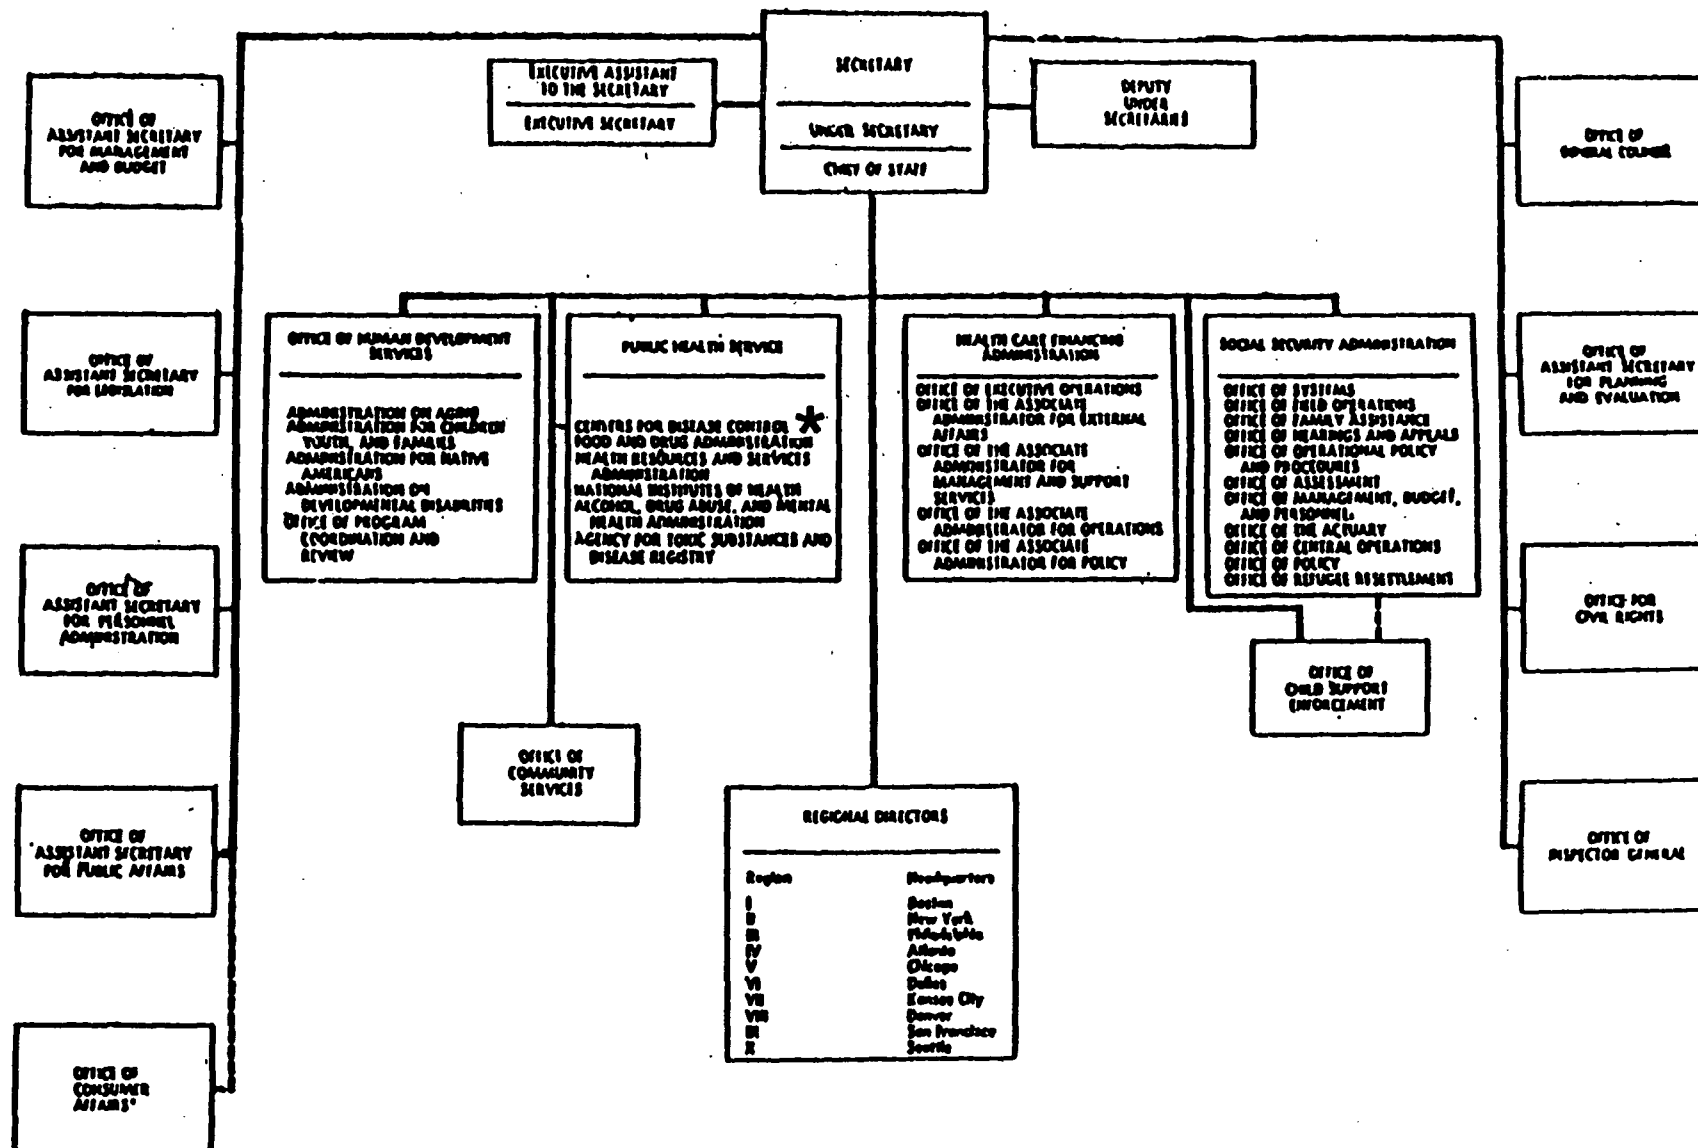 SECRETARY
UNDER SECRETARY
CHIEF OF STAFF
EXECUTIVE ASSISTANT
TO THE SECRETARY
EXECUTIVE SECRETARY
DEPUTY
UNDER
SECRETARIES
OFFICE OF
ASSISTANT SECRETARY
FOR MANAGEMENT
AND BUDGET
OFFICE OF
ASSISTANT SECRETARY
FOR LEGISLATION
OFFICE OF
ASSISTANT SECRETARY
FOR PERSONNEL
ADMINISTRATION
OFFICE OF
ASSISTANT SECRETARY
FOR PUBLIC AFFAIRS
OFFICE OF
CONSUMER
AFFAIRS*
OFFICE OF HUMAN DEVELOPMENT
SERVICES
ADMINISTRATION ON AGING
ADMINISTRATION FOR CHILDREN
YOUTH, AND FAMILIES
ADMINISTRATION FOR NATIVE
AMERICANS
ADMINISTRATION ON
DEVELOPMENTAL DISABILITIES
OFFICE OF PROGRAM
COORDINATION AND
REVIEW
PUBLIC HEALTH SERVICE
CENTERS FOR DISEASE CONTROL *
FOOD AND DRUG ADMINISTRATION
HEALTH RESOURCES AND SERVICES
ADMINISTRATION
NATIONAL INSTITUTES OF HEALTH
ALCOHOL, DRUG ABUSE, AND MENTAL
HEALTH ADMINISTRATION
AGENCY FOR TOXIC SUBSTANCES AND
DISEASE REGISTRY
HEALTH CARE FINANCING
ADMINISTRATION
OFFICE OF EXECUTIVE OPERATIONS
OFFICE OF THE ASSOCIATE
ADMINISTRATOR FOR EXTERNAL
AFFAIRS
OFFICE OF THE ASSOCIATE
ADMINISTRATOR FOR
MANAGEMENT AND SUPPORT
SERVICES
OFFICE OF THE ASSOCIATE
ADMINISTRATOR FOR OPERATIONS
OFFICE OF THE ASSOCIATE
ADMINISTRATOR FOR POLICY
SOCIAL SECURITY ADMINISTRATION
OFFICE OF SYSTEMS
OFFICE OF FIELD OPERATIONS
OFFICE OF FAMILY ASSISTANCE
OFFICE OF HEARINGS AND APPEALS
OFFICE OF OPERATIONAL POLICY
AND PROCEDURES
OFFICE OF ASSESSMENT
OFFICE OF MANAGEMENT, BUDGET,
AND PERSONNEL
OFFICE OF THE ACTUARY
OFFICE OF CENTRAL OPERATIONS
OFFICE OF POLICY
OFFICE OF REFUGEE RESETTLEMENT
OFFICE OF
COMMUNITY
SERVICES
OFFICE OF
CHILD SUPPORT
ENFORCEMENT
REGIONAL DIRECTORS
Region Headquarters
I Boston
II New York
III Philadelphia
IV Atlanta
V Chicago
VI Dallas
VII Kansas City
VIII Denver
IX San Francisco
X Seattle
OFFICE OF
GENERAL COUNSEL
OFFICE OF
ASSISTANT SECRETARY
FOR PLANNING
AND EVALUATION
OFFICE FOR
CIVIL RIGHTS
OFFICE OF
INSPECTOR GENERAL